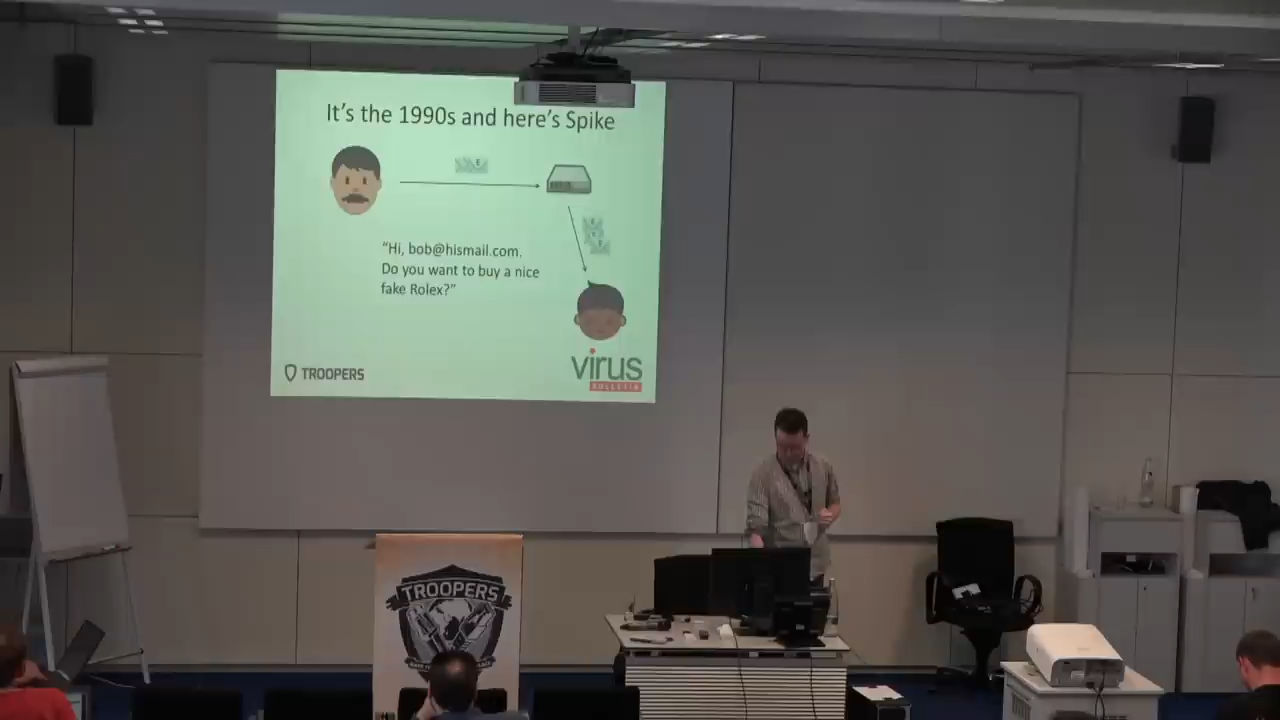 It's the 1990s and here's Spike
"Hi, bob@hismail.com.
Do you want to buy a nice
fake Rolex?"
TROOPERS
virus
BULLETIN
TROOPERS